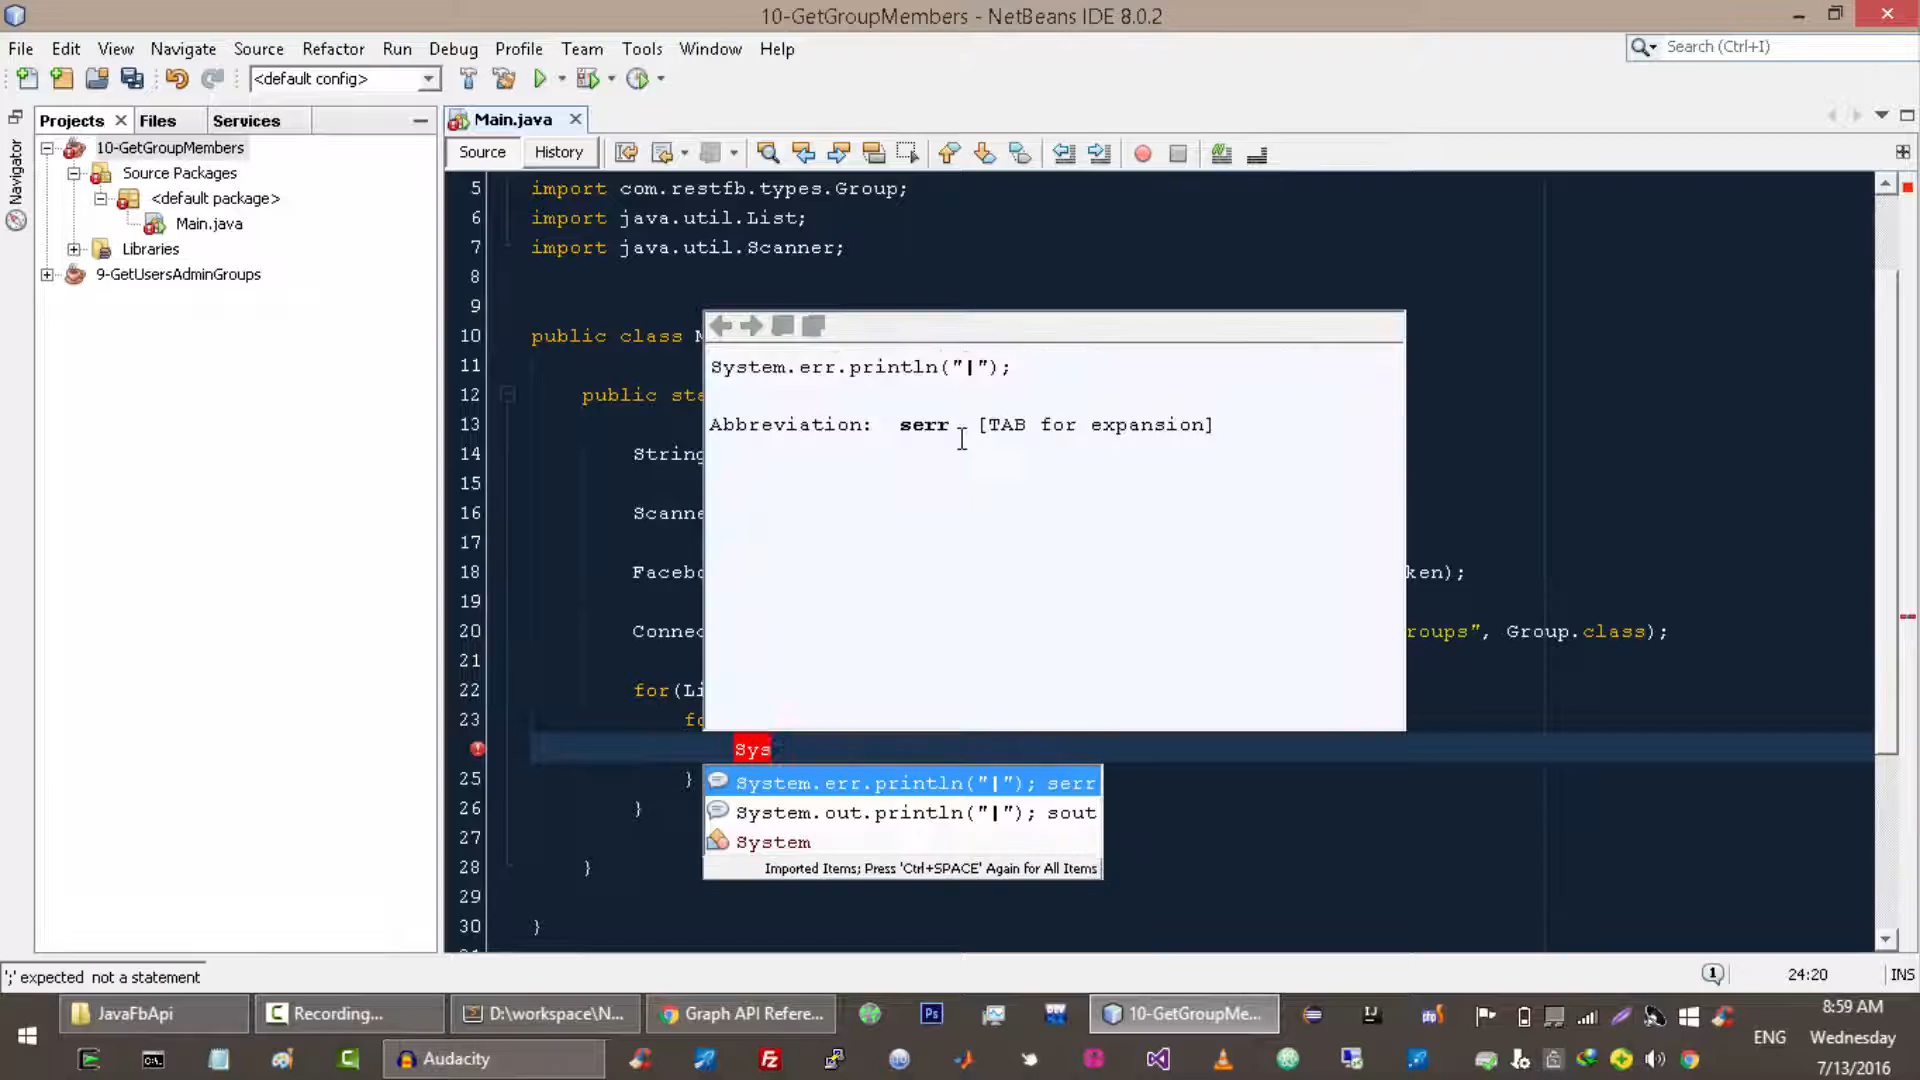 10-GetGroupMembers - NetBeans IDE 8.0.2
File Edit View Navigate Source Refactor Run Debug Profile Team Tools Window Help
Search (Ctrl+I)
<default config>
Projects Files Services
Main.java
Navigator
10-GetGroupMembers
Source Packages
<default package>
Main.java
Libraries
9-GetUsersAdminGroups
Source History
5 import com.restfb.types.Group;
6 import java.util.List;
7 import java.util.Scanner;
8
9
10 public class M
11
12 public sta
13
14 String
15
16 Scanne
17
18 Facebo ken);
19
20 Connec roups", Group.class);
21
22 for(Li
23 fo
Sys
25 }
26 }
27
28 }
29
30 }
System.err.println("|");
Abbreviation: serr [TAB for expansion]
System.err.println("|"); serr
System.out.println("|"); sout
System
Imported Items; Press 'Ctrl+SPACE' Again for All Items
';' expected not a statement
1
24:20
INS
JavaFbApi
Recording...
D:\workspace\N...
Graph API Refere...
Ps
10-GetGroupMe...
Audacity
ENG
8:59 AM
Wednesday
7/13/2016